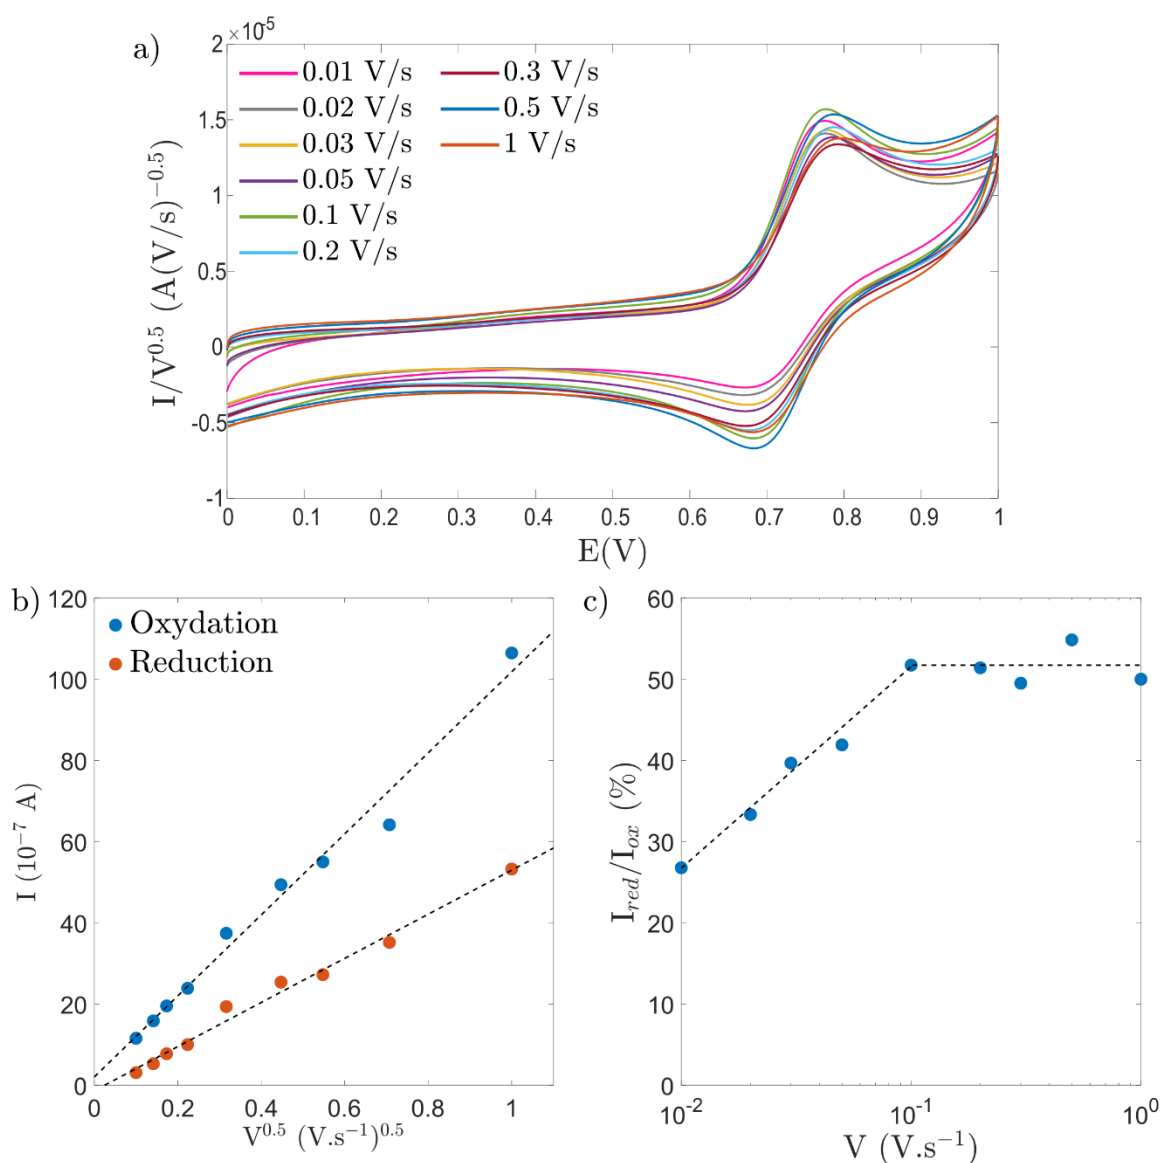 a)
×10⁻⁵
2
1.5
1
0.5
0
-0.5
-1
I/V⁰·⁵ (A(V/s)⁻⁰·⁵)
0.01 V/s
0.02 V/s
0.03 V/s
0.05 V/s
0.1 V/s
0.2 V/s
0.3 V/s
0.5 V/s
1 V/s
0 0.1 0.2 0.3 0.4 0.5 0.6 0.7 0.8 0.9 1
E(V)
b)
120
100
80
60
40
20
0
I (10⁻⁷ A)
Oxydation
Reduction
0 0.2 0.4 0.6 0.8 1
V⁰·⁵ (V.s⁻¹)⁰·⁵
c)
60
50
40
30
20
10
0
I_red/I_ox (%)
10⁻² 10⁻¹ 10⁰
V (V.s⁻¹)